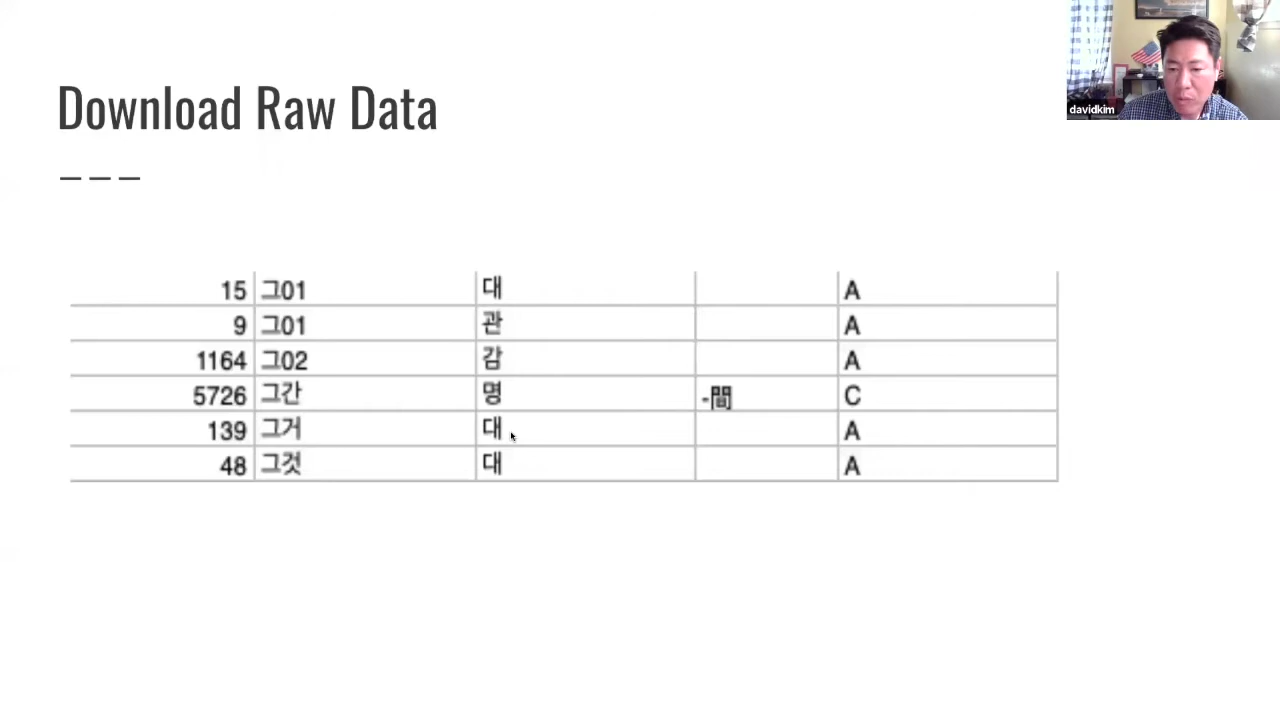 davidkim
Download Raw Data
15 그01 대 A
9 그01 관 A
1164 그02 감 A
5726 그간 명 -間 C
139 그거 대 A
48 그것 대 A